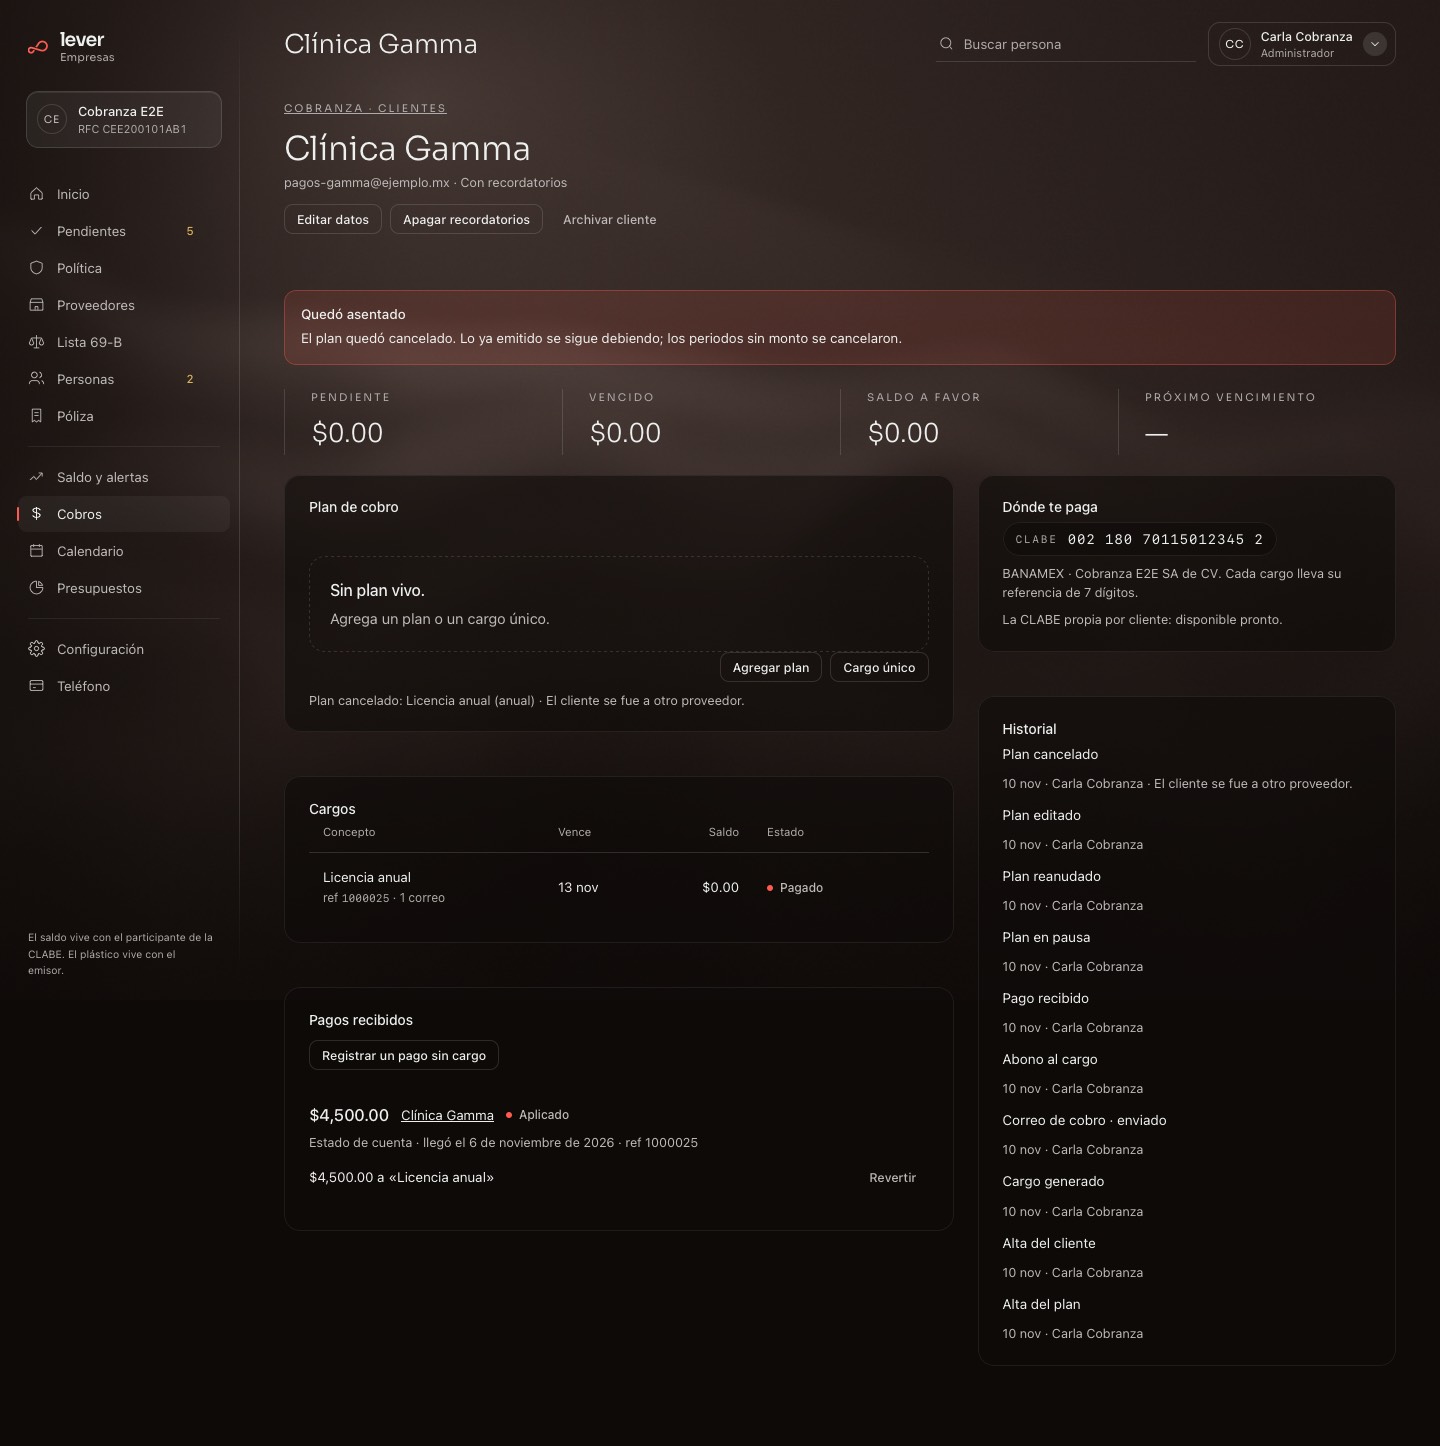 lever
Empresas
Clínica Gamma
Buscar persona
CC
Carla Cobranza
Administrador
CE
Cobranza E2E
RFC CEE200101AB1
Inicio
Pendientes 5
Política
Proveedores
Lista 69-B
Personas 2
Póliza
Saldo y alertas
Cobros
Calendario
Presupuestos
Configuración
Teléfono
El saldo vive con el participante de la
CLABE. El plástico vive con el
emisor.
COBRANZA · CLIENTES
Clínica Gamma
pagos-gamma@ejemplo.mx · Con recordatorios
Editar datos
Apagar recordatorios
Archivar cliente
Quedó asentado
El plan quedó cancelado. Lo ya emitido se sigue debiendo; los periodos sin monto se cancelaron.
PENDIENTE
$0.00
VENCIDO
$0.00
SALDO A FAVOR
$0.00
PRÓXIMO VENCIMIENTO
—
Plan de cobro
Sin plan vivo.
Agrega un plan o un cargo único.
Agregar plan
Cargo único
Plan cancelado: Licencia anual (anual) · El cliente se fue a otro proveedor.
Cargos
Concepto Vence Saldo Estado
Licencia anual
ref 1000025 · 1 correo
13 nov
$0.00
Pagado
Pagos recibidos
Registrar un pago sin cargo
$4,500.00 Clínica Gamma Aplicado
Estado de cuenta · llegó el 6 de noviembre de 2026 · ref 1000025
$4,500.00 a «Licencia anual»
Revertir
Dónde te paga
CLABE 002 180 70115012345 2
BANAMEX · Cobranza E2E SA de CV. Cada cargo lleva su
referencia de 7 dígitos.
La CLABE propia por cliente: disponible pronto.
Historial
Plan cancelado
10 nov · Carla Cobranza · El cliente se fue a otro proveedor.
Plan editado
10 nov · Carla Cobranza
Plan reanudado
10 nov · Carla Cobranza
Plan en pausa
10 nov · Carla Cobranza
Pago recibido
10 nov · Carla Cobranza
Abono al cargo
10 nov · Carla Cobranza
Correo de cobro · enviado
10 nov · Carla Cobranza
Cargo generado
10 nov · Carla Cobranza
Alta del cliente
10 nov · Carla Cobranza
Alta del plan
10 nov · Carla Cobranza